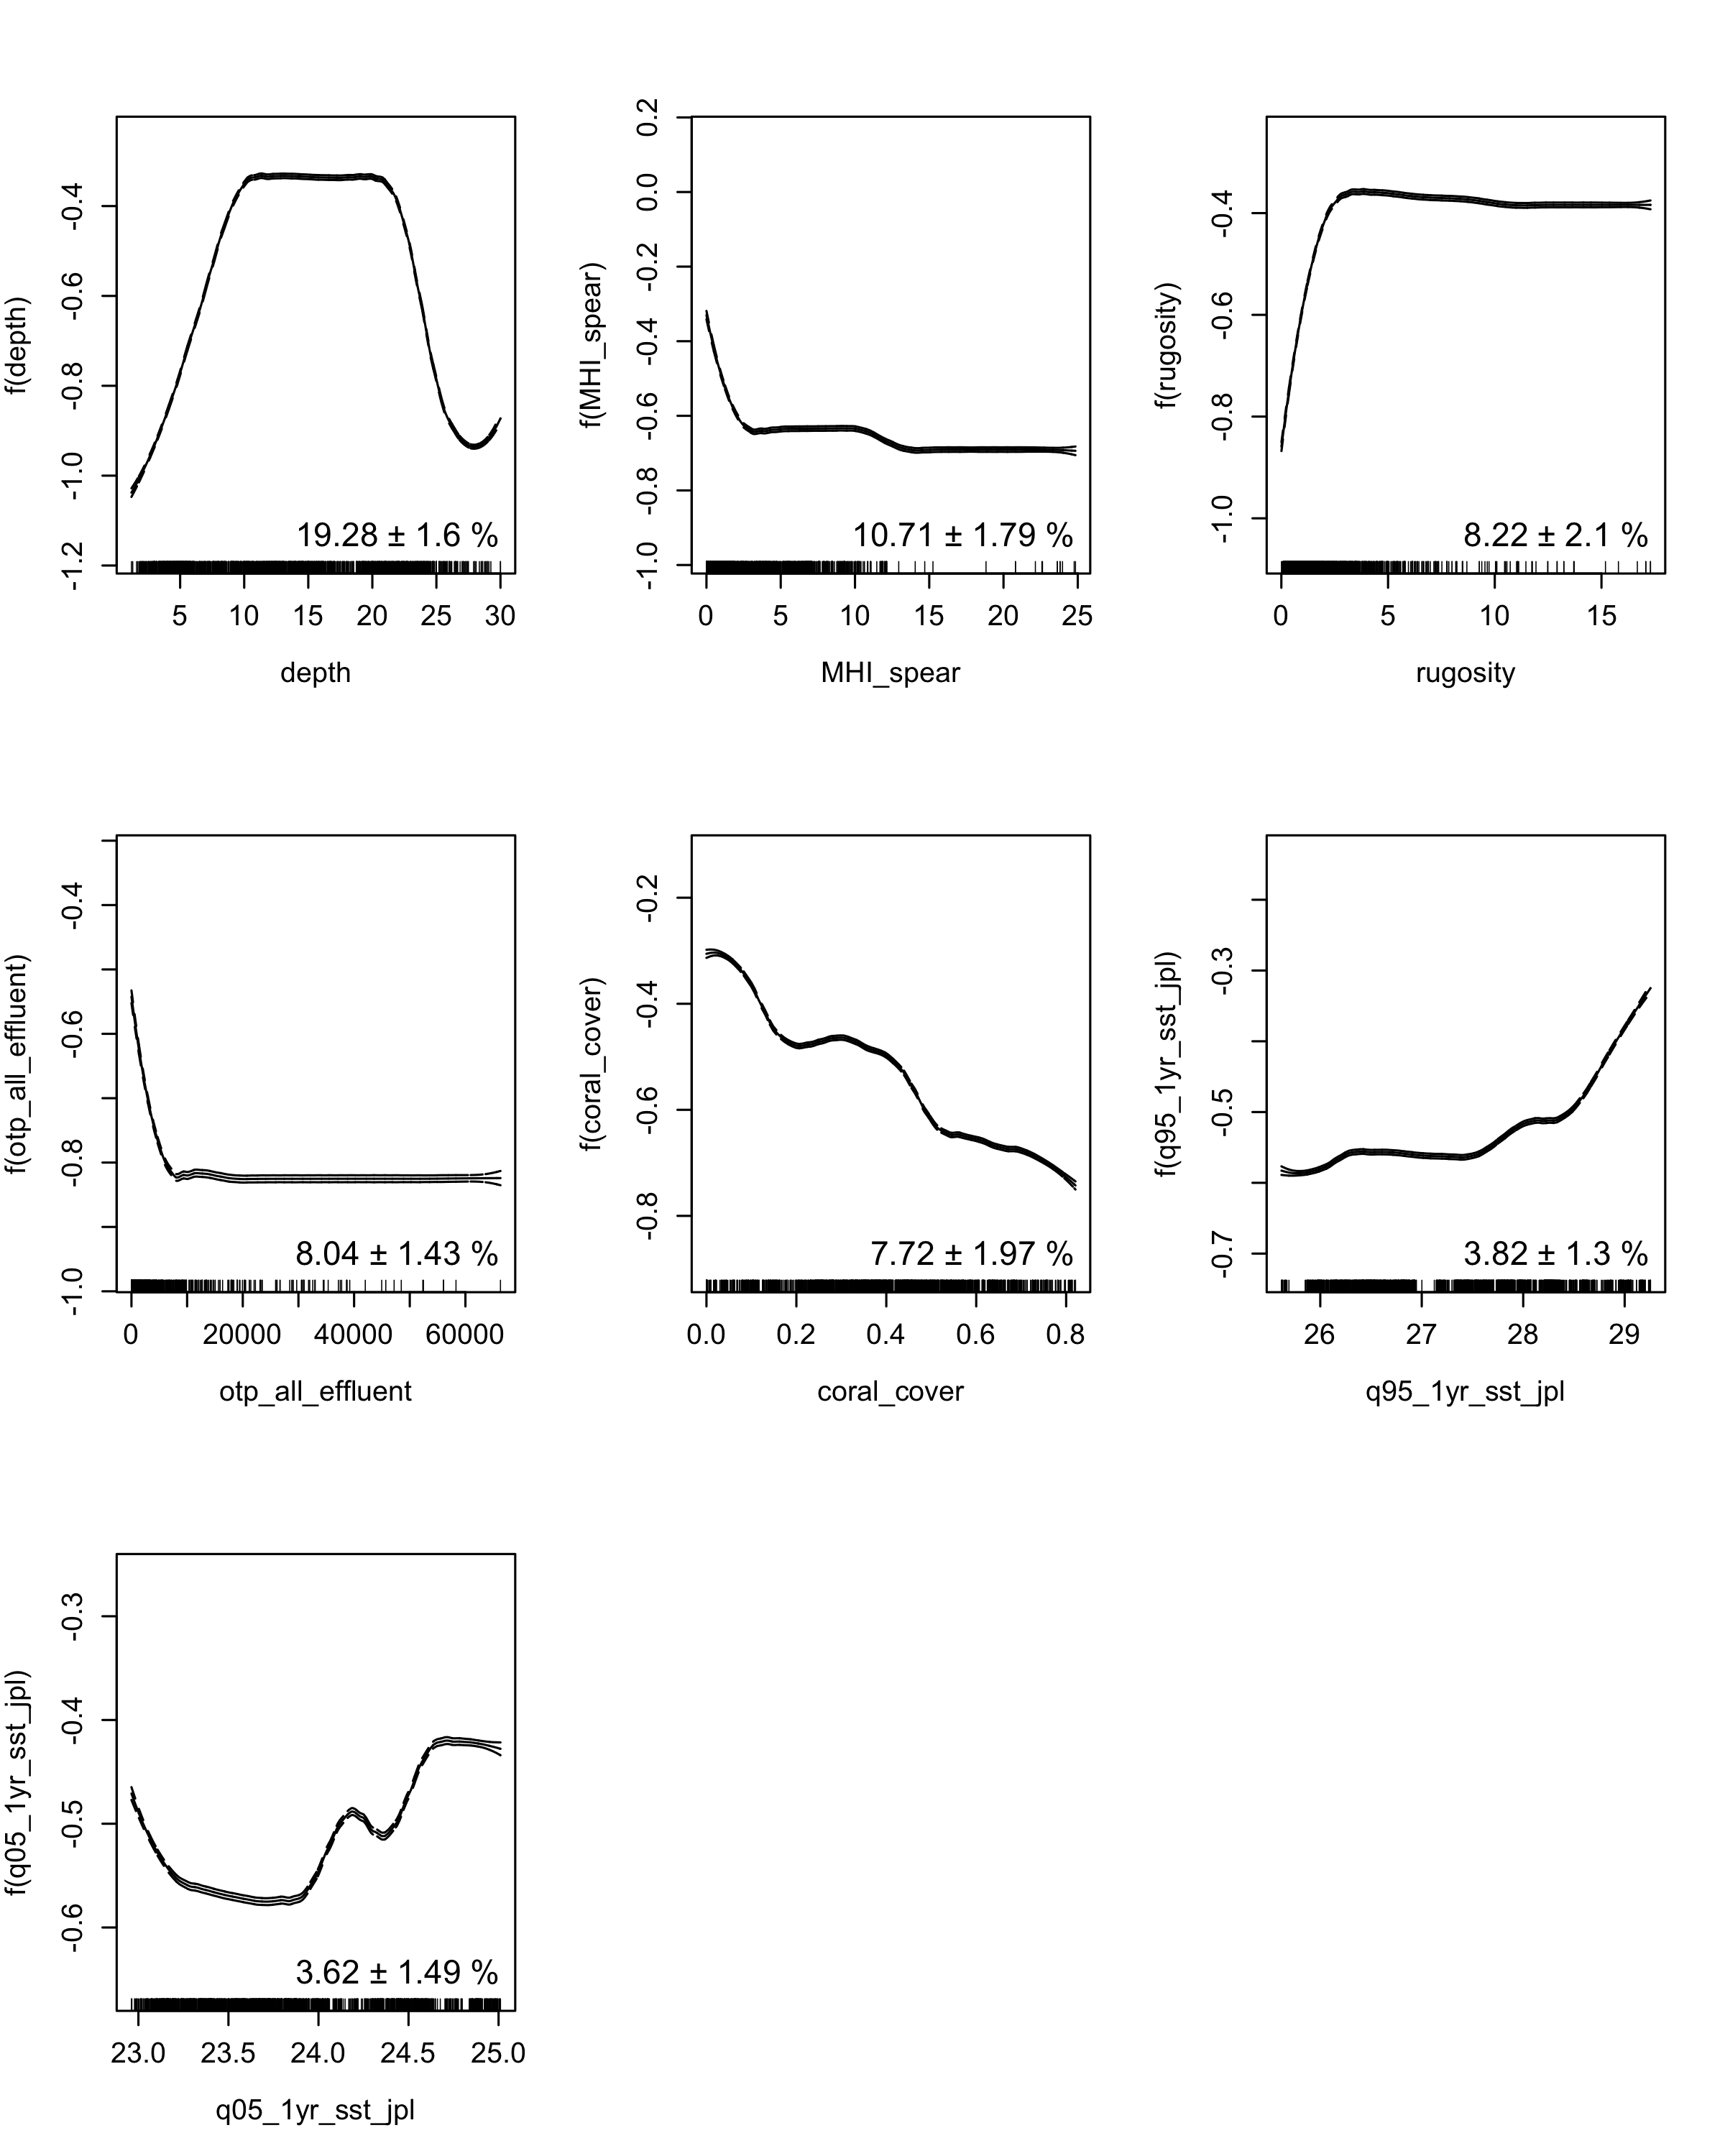 f(depth)
-0.4
-0.6
-0.8
-1.0
-1.2
19.28 ± 1.6 %
5 10 15 20 25 30
depth
f(MHI_spear)
0.2
0.0
-0.2
-0.4
-0.6
-0.8
-1.0
10.71 ± 1.79 %
0 5 10 15 20 25
MHI_spear
f(rugosity)
-0.4
-0.6
-0.8
-1.0
8.22 ± 2.1 %
0 5 10 15
rugosity
f(otp_all_effluent)
-0.4
-0.6
-0.8
-1.0
8.04 ± 1.43 %
0 20000 40000 60000
otp_all_effluent
f(coral_cover)
-0.2
-0.4
-0.6
-0.8
7.72 ± 1.97 %
0.0 0.2 0.4 0.6 0.8
coral_cover
f(q95_1yr_sst_jpl)
-0.3
-0.5
-0.7
3.82 ± 1.3 %
26 27 28 29
q95_1yr_sst_jpl
f(q05_1yr_sst_jpl)
-0.3
-0.4
-0.5
-0.6
3.62 ± 1.49 %
23.0 23.5 24.0 24.5 25.0
q05_1yr_sst_jpl